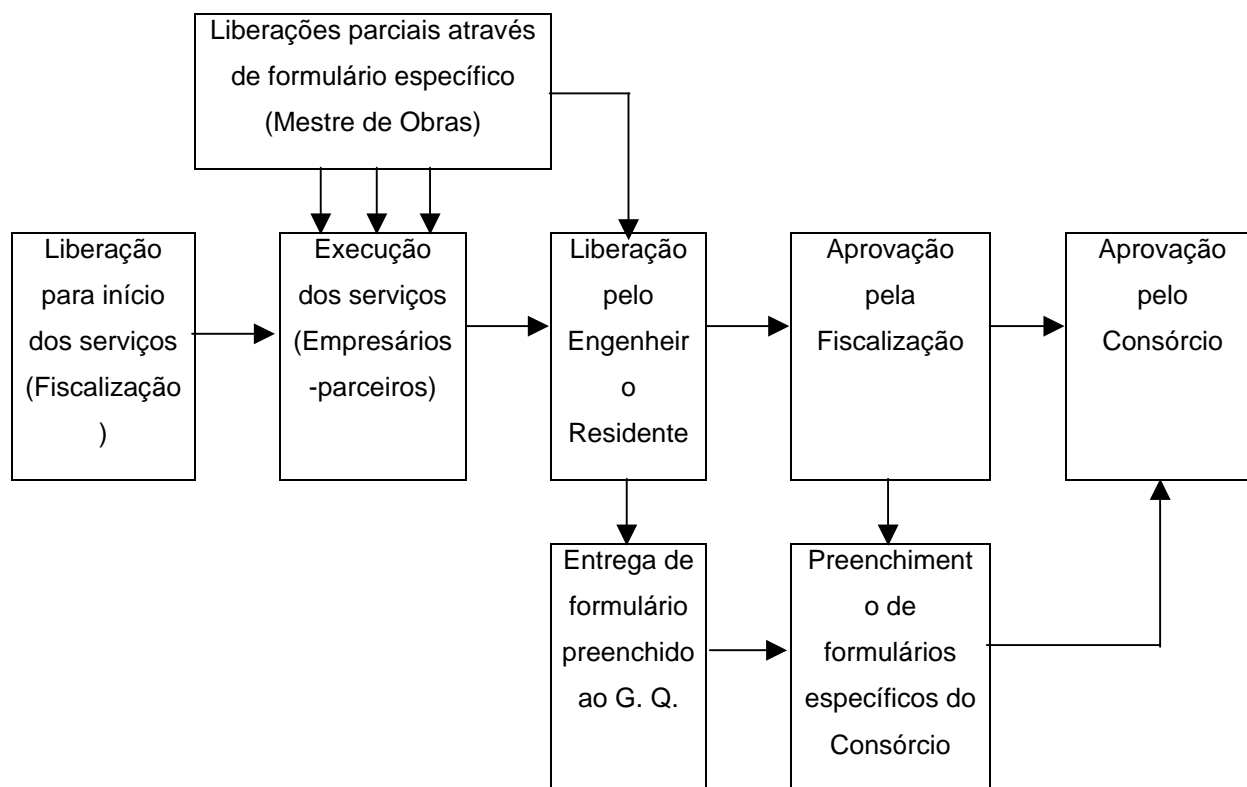 Liberações parciais através
de formulário específico
(Mestre de Obras)
Liberação
para início
dos serviços
(Fiscalização
)
Execução
dos serviços
(Empresários
-parceiros)
Liberação
pelo
Engenheir
o
Residente
Aprovação
pela
Fiscalização
Aprovação
pelo
Consórcio
Entrega de
formulário
preenchido
ao G. Q.
Preenchiment
o de
formulários
específicos do
Consórcio